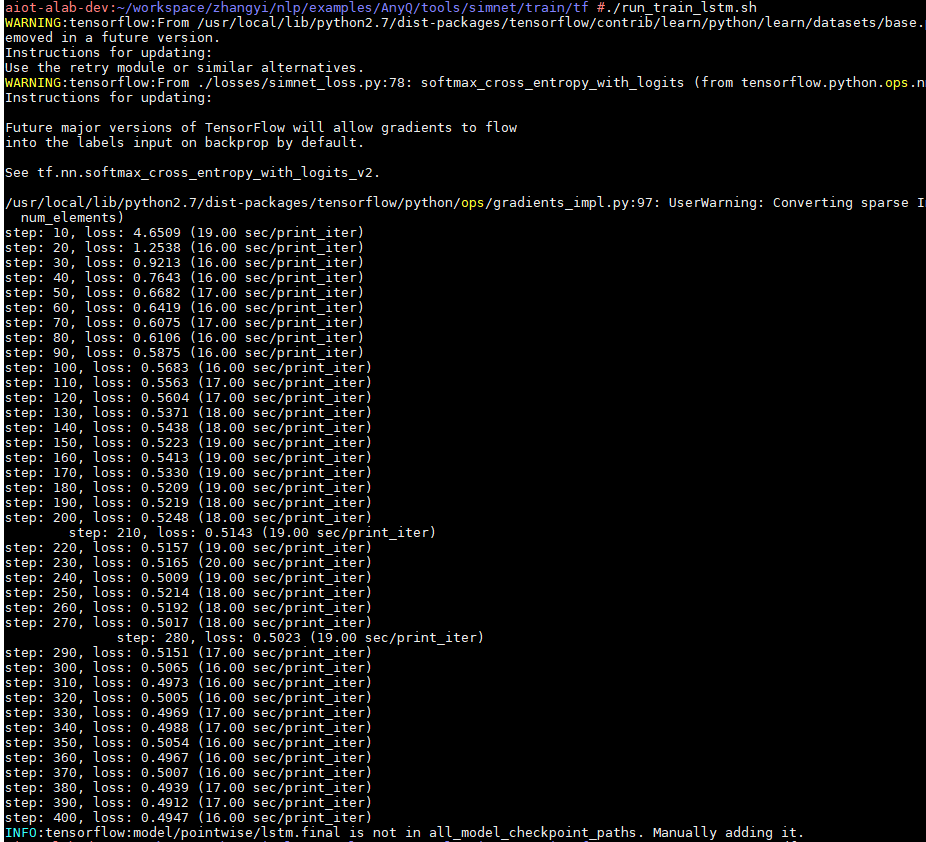 aiot-alab-dev:~/workspace/zhangyi/nlp/examples/AnyQ/tools/simnet/train/tf #./run_train_lstm.sh
WARNING:tensorflow:From /usr/local/lib/python2.7/dist-packages/tensorflow/contrib/learn/python/learn/datasets/base.
emoved in a future version.
Instructions for updating:
Use the retry module or similar alternatives.
WARNING:tensorflow:From ./losses/simnet_loss.py:78: softmax_cross_entropy_with_logits (from tensorflow.python.ops.n
Instructions for updating:
Future major versions of TensorFlow will allow gradients to flow
into the labels input on backprop by default.
See tf.nn.softmax_cross_entropy_with_logits_v2.
/usr/local/lib/python2.7/dist-packages/tensorflow/python/ops/gradients_impl.py:97: UserWarning: Converting sparse I
num_elements)
step: 10, loss: 4.6509 (19.00 sec/print_iter)
step: 20, loss: 1.2538 (16.00 sec/print_iter)
step: 30, loss: 0.9213 (16.00 sec/print_iter)
step: 40, loss: 0.7643 (16.00 sec/print_iter)
step: 50, loss: 0.6682 (17.00 sec/print_iter)
step: 60, loss: 0.6419 (16.00 sec/print_iter)
step: 70, loss: 0.6075 (17.00 sec/print_iter)
step: 80, loss: 0.6106 (16.00 sec/print_iter)
step: 90, loss: 0.5875 (16.00 sec/print_iter)
step: 100, loss: 0.5683 (16.00 sec/print_iter)
step: 110, loss: 0.5563 (17.00 sec/print_iter)
step: 120, loss: 0.5604 (17.00 sec/print_iter)
step: 130, loss: 0.5371 (18.00 sec/print_iter)
step: 140, loss: 0.5438 (18.00 sec/print_iter)
step: 150, loss: 0.5223 (19.00 sec/print_iter)
step: 160, loss: 0.5413 (19.00 sec/print_iter)
step: 170, loss: 0.5330 (19.00 sec/print_iter)
step: 180, loss: 0.5209 (19.00 sec/print_iter)
step: 190, loss: 0.5219 (18.00 sec/print_iter)
step: 200, loss: 0.5248 (18.00 sec/print_iter)
step: 210, loss: 0.5143 (19.00 sec/print_iter)
step: 220, loss: 0.5157 (19.00 sec/print_iter)
step: 230, loss: 0.5165 (20.00 sec/print_iter)
step: 240, loss: 0.5009 (19.00 sec/print_iter)
step: 250, loss: 0.5214 (18.00 sec/print_iter)
step: 260, loss: 0.5192 (18.00 sec/print_iter)
step: 270, loss: 0.5017 (18.00 sec/print_iter)
step: 280, loss: 0.5023 (19.00 sec/print_iter)
step: 290, loss: 0.5151 (17.00 sec/print_iter)
step: 300, loss: 0.5065 (16.00 sec/print_iter)
step: 310, loss: 0.4973 (16.00 sec/print_iter)
step: 320, loss: 0.5005 (16.00 sec/print_iter)
step: 330, loss: 0.4969 (17.00 sec/print_iter)
step: 340, loss: 0.4988 (17.00 sec/print_iter)
step: 350, loss: 0.5054 (16.00 sec/print_iter)
step: 360, loss: 0.4967 (16.00 sec/print_iter)
step: 370, loss: 0.5007 (16.00 sec/print_iter)
step: 380, loss: 0.4939 (17.00 sec/print_iter)
step: 390, loss: 0.4912 (17.00 sec/print_iter)
step: 400, loss: 0.4947 (16.00 sec/print_iter)
INFO:tensorflow:model/pointwise/lstm.final is not in all_model_checkpoint_paths. Manually adding it.